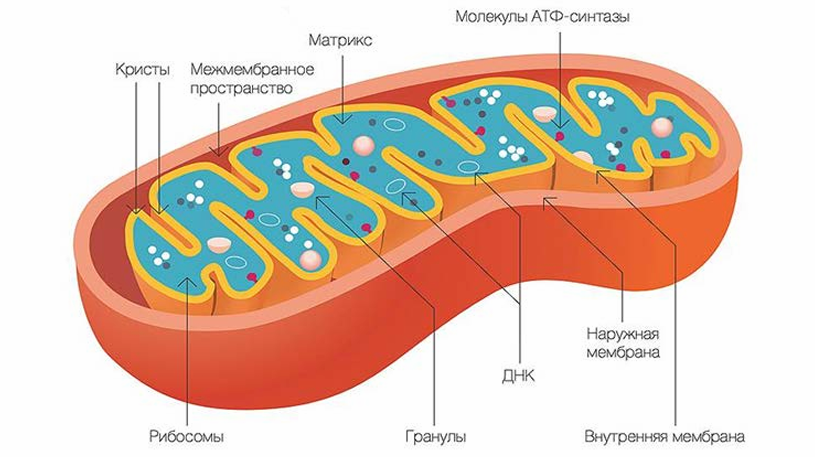 Молекулы АТФ-синтазы
Матрикс
Кристы
Межмембранное
пространство
Наружная
мембрана
ДНК
Рибосомы
Гранулы
Внутренняя мембрана